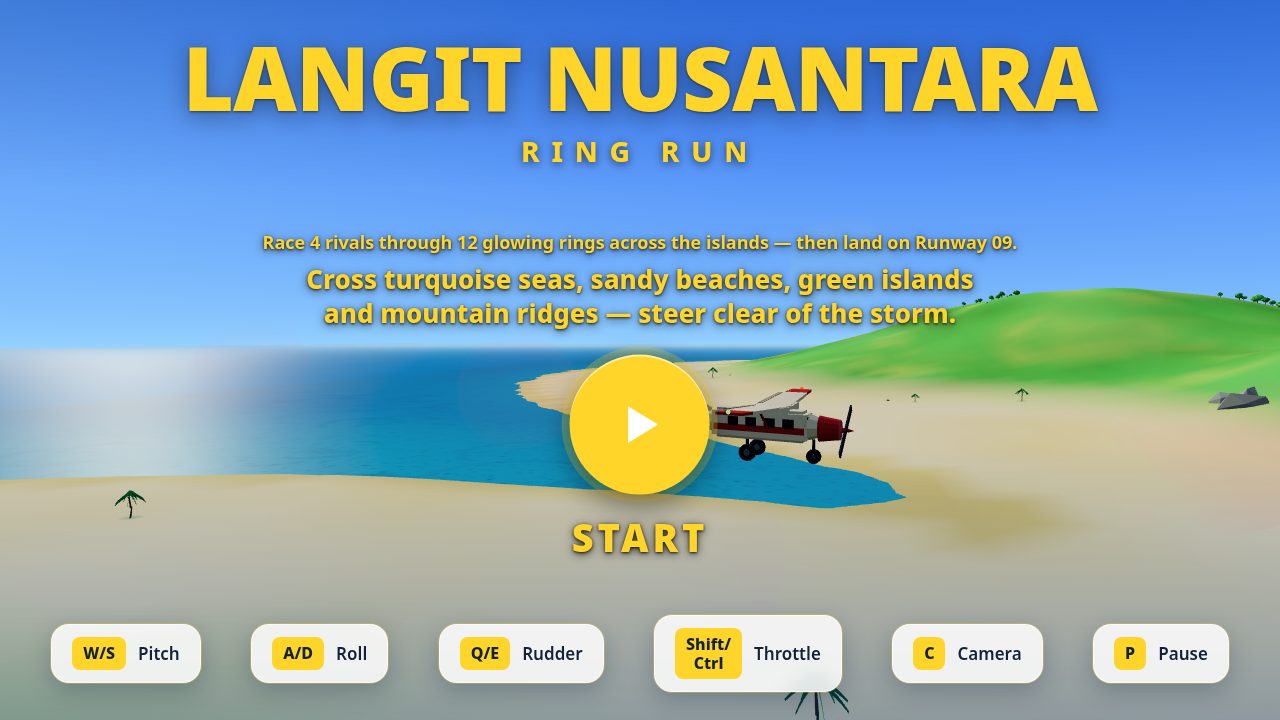 LANGIT NUSANTARA
RING RUN
Race 4 rivals through 12 glowing rings across the islands — then land on Runway 09.
Cross turquoise seas, sandy beaches, green islands
and mountain ridges — steer clear of the storm.
START
W/S Pitch
A/D Roll
Q/E Rudder
Shift/
Ctrl Throttle
C Camera
P Pause